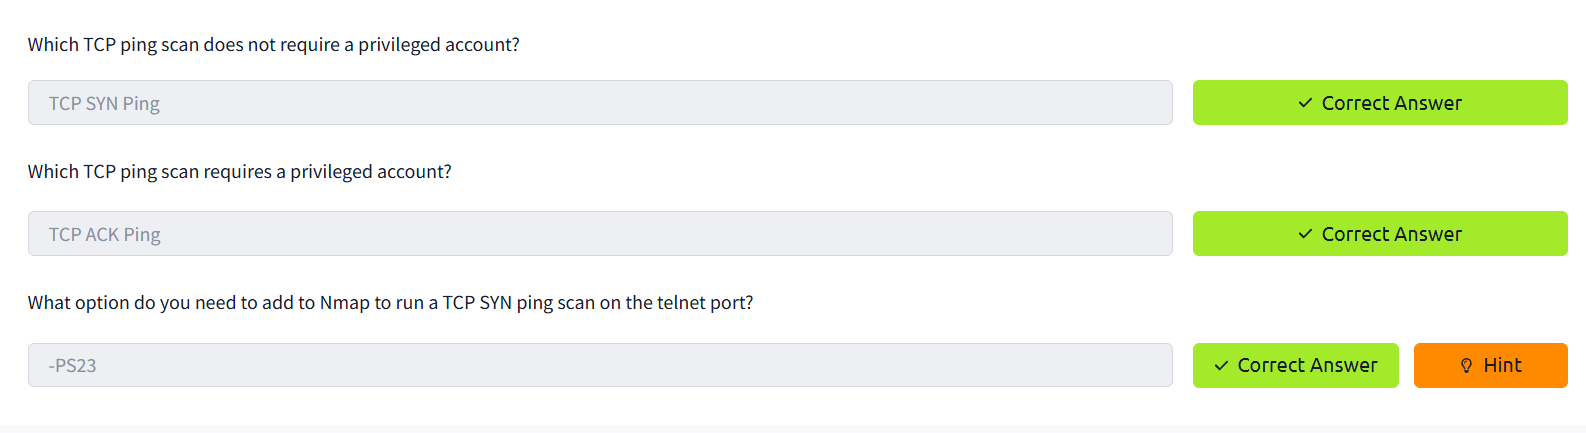 Which TCP ping scan does not require a privileged account?
TCP SYN Ping
Correct Answer
Which TCP ping scan requires a privileged account?
TCP ACK Ping
Correct Answer
What option do you need to add to Nmap to run a TCP SYN ping scan on the telnet port?
-PS23
Correct Answer
Hint